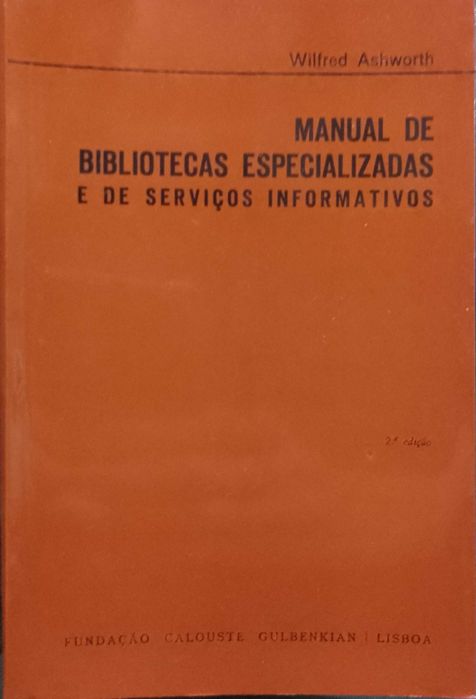 Wilfred Ashworth
MANUAL DE
BIBLIOTECAS ESPECIALIZADAS
E DE SERVIÇOS INFORMATIVOS
2.ª edição
FUNDAÇÃO CALOUSTE GULBENKIAN | LISBOA